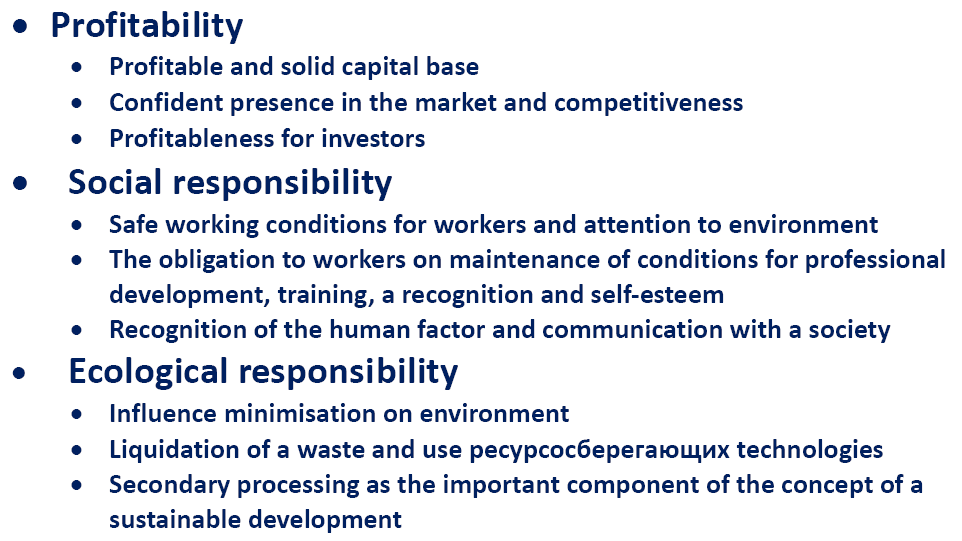 • Profitability
• Profitable and solid capital base
• Confident presence in the market and competitiveness
• Profitableness for investors
• Social responsibility
• Safe working conditions for workers and attention to environment
• The obligation to workers on maintenance of conditions for professional
development, training, a recognition and self-esteem
• Recognition of the human factor and communication with a society
• Ecological responsibility
• Influence minimisation on environment
• Liquidation of a waste and use ресурсосберегающих technologies
• Secondary processing as the important component of the concept of a
sustainable development